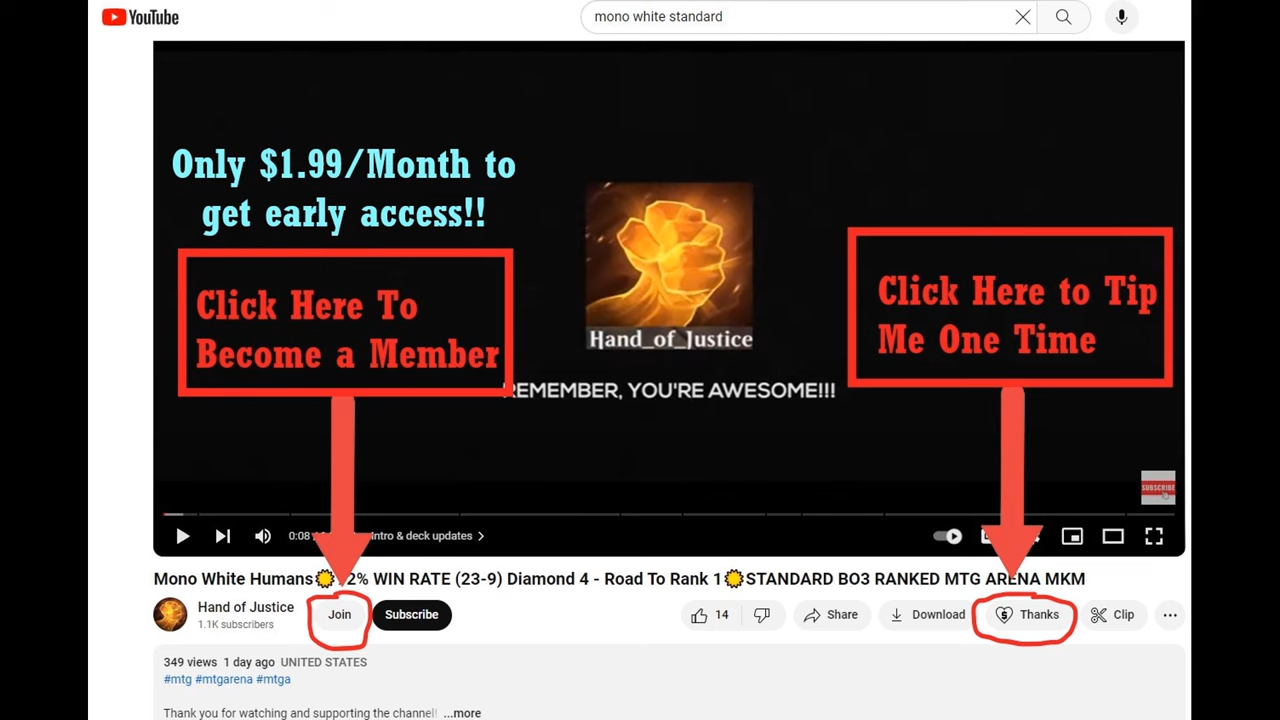 YouTube
mono white standard
Only $1.99/Month to
get early access!!
Click Here To
Become a Member
Click Here to Tip
Me One Time
Hand_of_Justice
REMEMBER, YOU'RE AWESOME!!!
SUBSCRIBE
0:08
Intro & deck updates
Mono White Humans 2% WIN RATE (23-9) Diamond 4 - Road To Rank 1 STANDARD BO3 RANKED MTG ARENA MKM
Hand of Justice
1.1K subscribers
Join
Subscribe
14
Share
Download
Thanks
Clip
349 views 1 day ago UNITED STATES
#mtg #mtgarena #mtga
Thank you for watching and supporting the channel! ...more